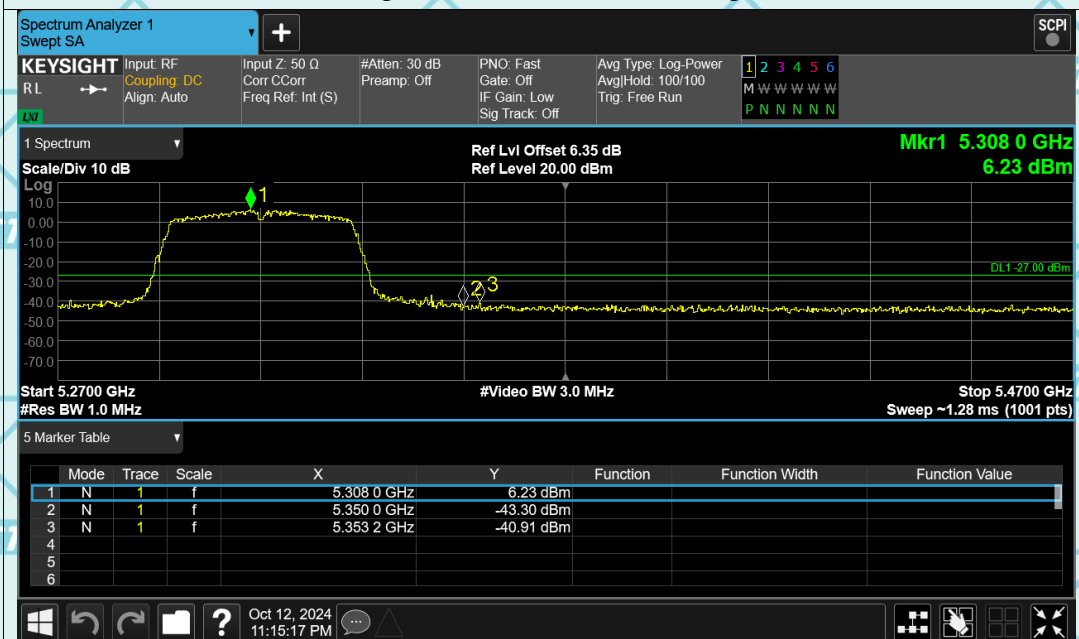 Spectrum Analyzer 1
Swept SA
+
SCPI
KEYSIGHT
RL
LXI
Input: RF
Coupling: DC
Align: Auto
Input Z: 50 Ω
Corr CCorr
Freq Ref: Int (S)
#Atten: 30 dB
Preamp: Off
PNO: Fast
Gate: Off
IF Gain: Low
Sig Track: Off
Avg Type: Log-Power
Avg|Hold: 100/100
Trig: Free Run
1 2 3 4 5 6
M W W W W W
P N N N N N
1 Spectrum
Scale/Div 10 dB
Ref Lvl Offset 6.35 dB
Ref Level 20.00 dBm
Mkr1 5.308 0 GHz
6.23 dBm
Log
10.0
0.00
-10.0
-20.0
-30.0
-40.0
-50.0
-60.0
-70.0
1
2
3
DL1 -27.00 dBm
Start 5.2700 GHz
#Video BW 3.0 MHz
Stop 5.4700 GHz
#Res BW 1.0 MHz
Sweep ~1.28 ms (1001 pts)
5 Marker Table
Mode Trace Scale X Y Function Function Width Function Value
1 N 1 f 5.308 0 GHz 6.23 dBm
2 N 1 f 5.350 0 GHz -43.30 dBm
3 N 1 f 5.353 2 GHz -40.91 dBm
4
5
6
?
Oct 12, 2024
11:15:17 PM